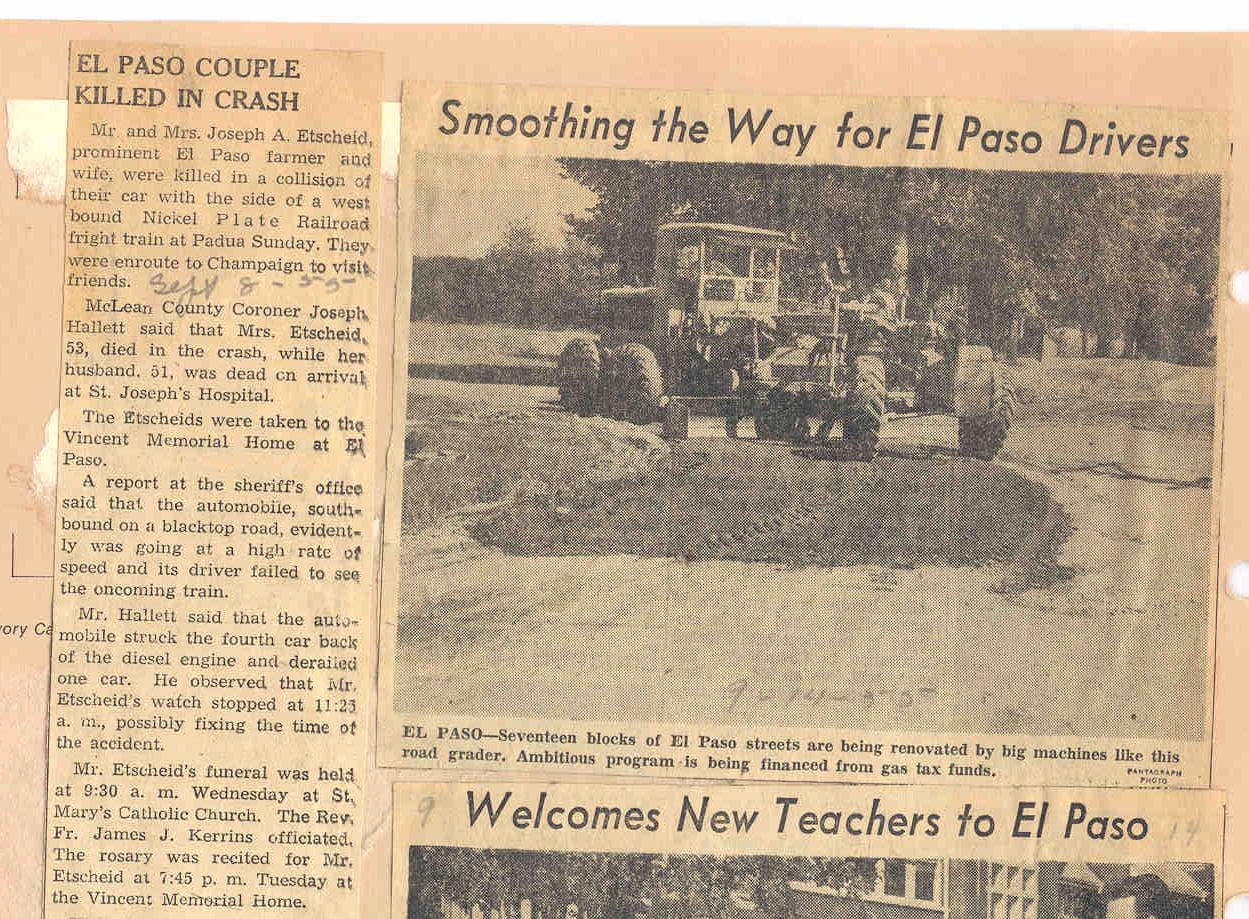 EL PASO COUPLE
KILLED IN CRASH
Mr. and Mrs. Joseph A. Etscheid,
prominent El Paso farmer and
wife, were killed in a collision of
their car with the side of a west
bound Nickel Plate Railroad
fright train at Padua Sunday. They
were enroute to Champaign to visit
friends. Sept 8-55
McLean County Coroner Joseph
Hallett said that Mrs. Etscheid,
53, died in the crash, while her
husband, 51, was dead on arrival
at St. Joseph's Hospital.
The Etscheids were taken to the
Vincent Memorial Home at El
Paso.
A report at the sheriff's office
said that the automobile, south-
bound on a blacktop road, evident-
ly was going at a high rate of
speed and its driver failed to see
the oncoming train.
Mr. Hallett said that the auto-
mobile struck the fourth car back
of the diesel engine and derailed
one car. He observed that Mr.
Etscheid's watch stopped at 11:23
a. m., possibly fixing the time of
the accident.
Mr. Etscheid's funeral was held
at 9:30 a. m. Wednesday at St.
Mary's Catholic Church. The Rev.
Fr. James J. Kerrins officiated.
The rosary was recited for Mr.
Etscheid at 7:45 p. m. Tuesday at
the Vincent Memorial Home.
Smoothing the Way for El Paso Drivers
EL PASO—Seventeen blocks of El Paso streets are being renovated by big machines like this
road grader. Ambitious program is being financed from gas tax funds.
PANTAGRAPH
PHOTO
9 Welcomes New Teachers to El Paso 14